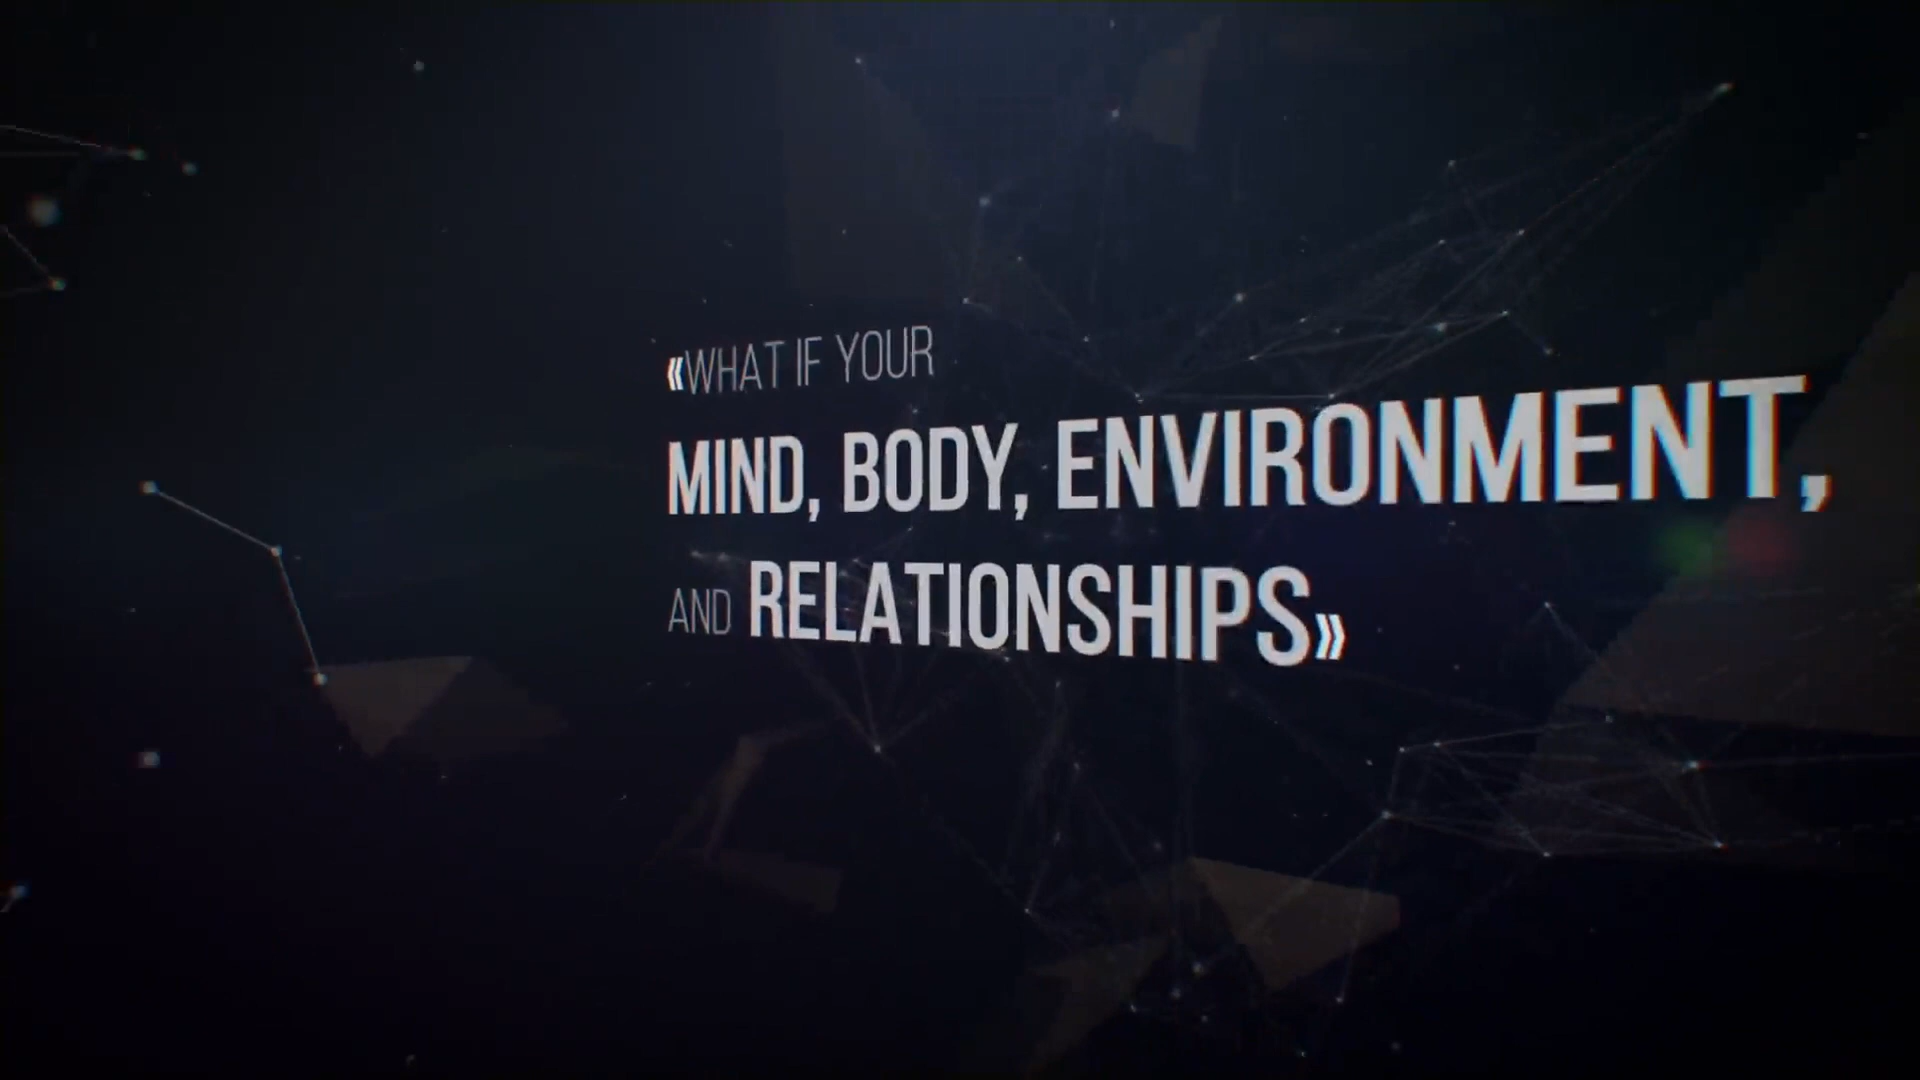 «WHAT IF YOUR
MIND, BODY, ENVIRONMENT,
AND RELATIONSHIPS»